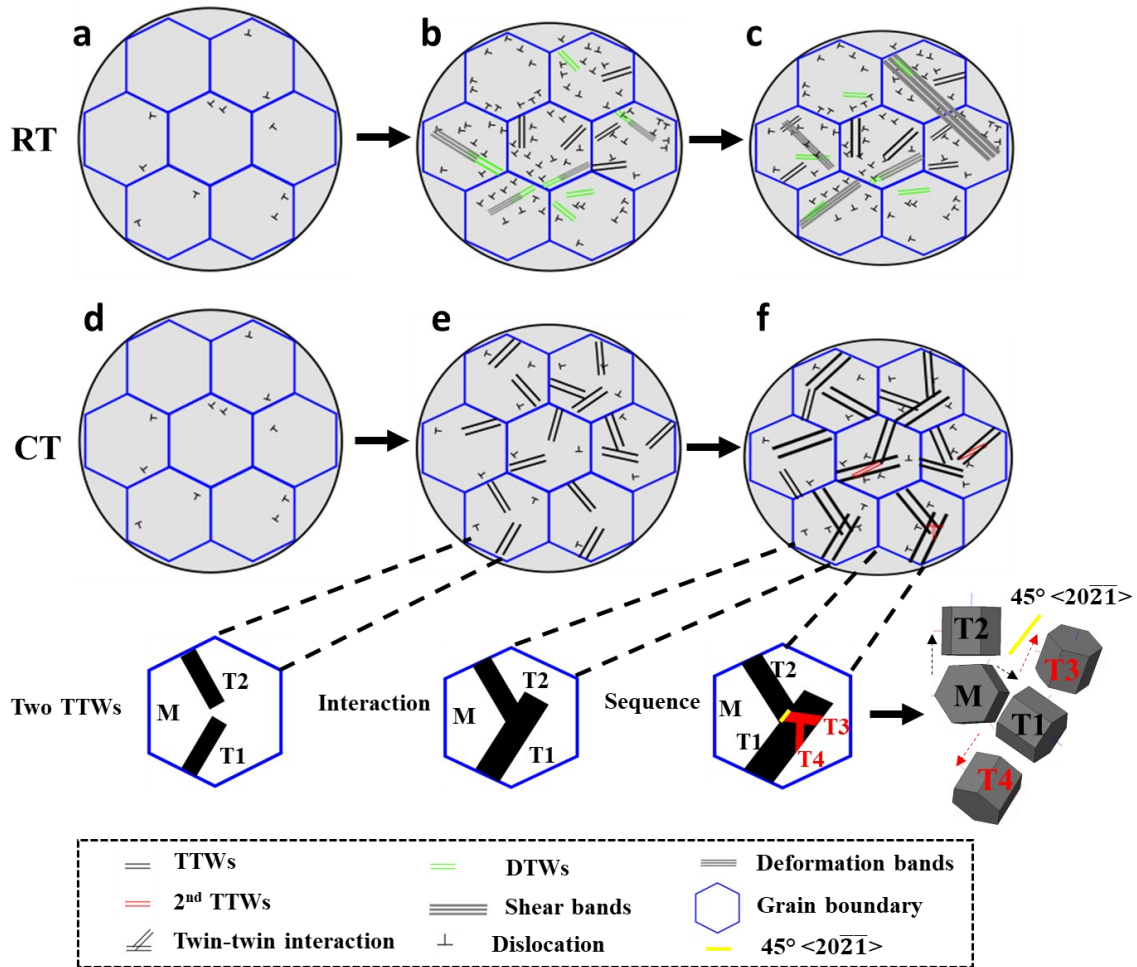 a
b
c
RT
d
e
f
CT
45° <202̅1̅>
Two TTWs
M
T2
T1
Interaction
M
T2
T1
Sequence
M
T2
T1
T3
T4
T2
T3
M
T1
T4
TTWs
DTWs
Deformation bands
2nd TTWs
Shear bands
Grain boundary
Twin-twin interaction
Dislocation
45° <202̅1̅>